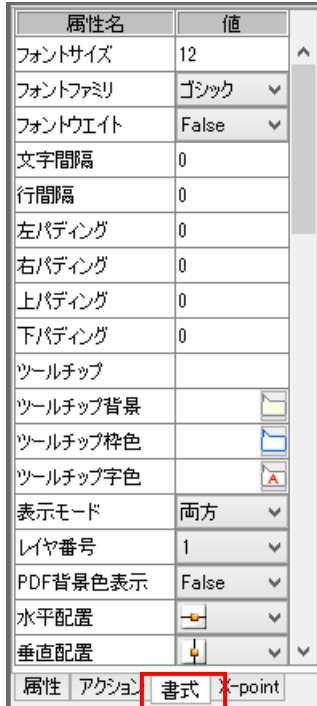 属性名 値
フォントサイズ 12
フォントファミリ ゴシック
フォントウエイト False
文字間隔 0
行間隔 0
左パディング 0
右パディング 0
上パディング 0
下パディング 0
ツールチップ
ツールチップ背景
ツールチップ枠色
ツールチップ字色 A
表示モード 両方
レイヤ番号 1
PDF背景色表示 False
水平配置
垂直配置
属性 アクション 書式 X-point